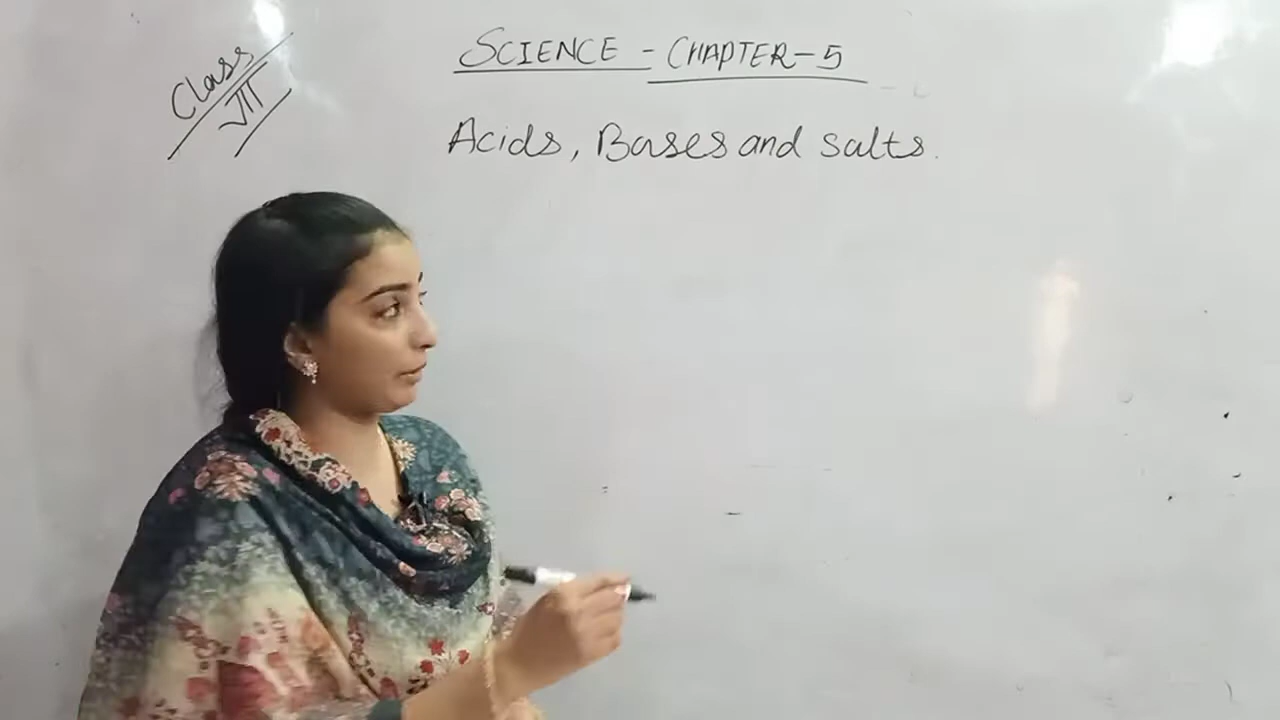 Class
VII
SCIENCE - CHAPTER-5
Acids, Bases and salts.